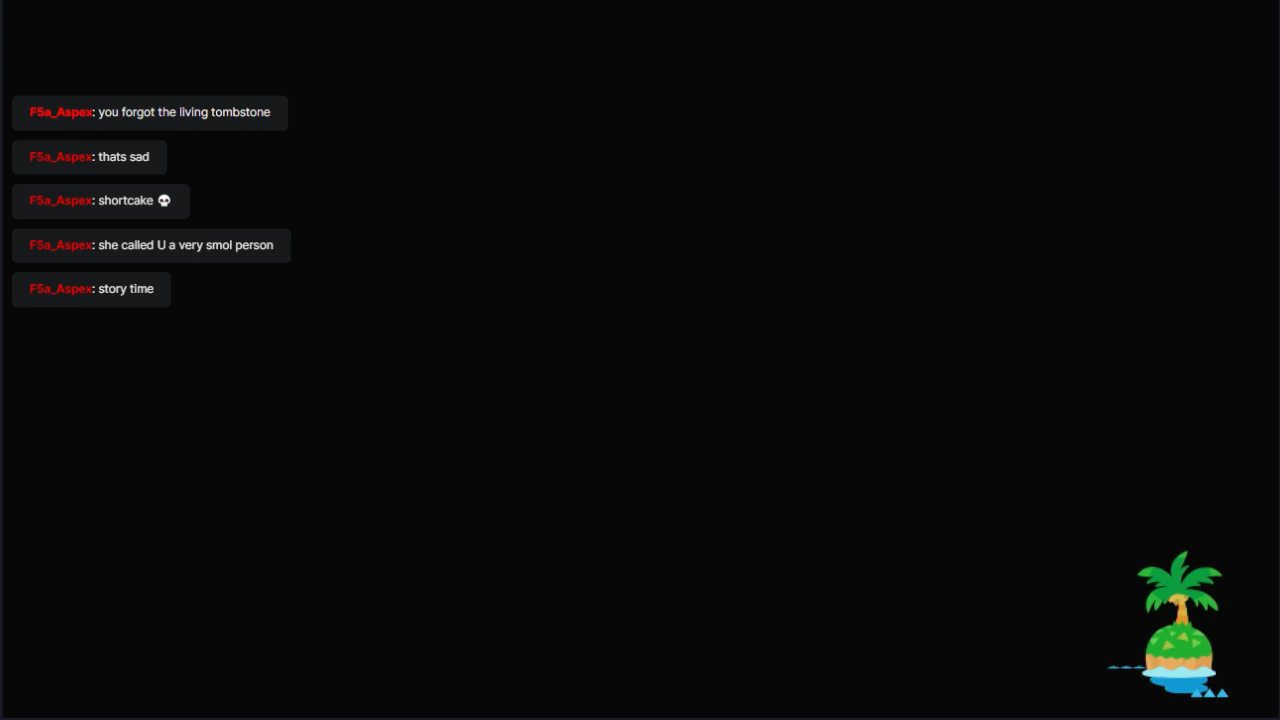 F5a_Aspex: you forgot the living tombstone
F5a_Aspex: thats sad
F5a_Aspex: shortcake 💀
F5a_Aspex: she called U a very smol person
F5a_Aspex: story time